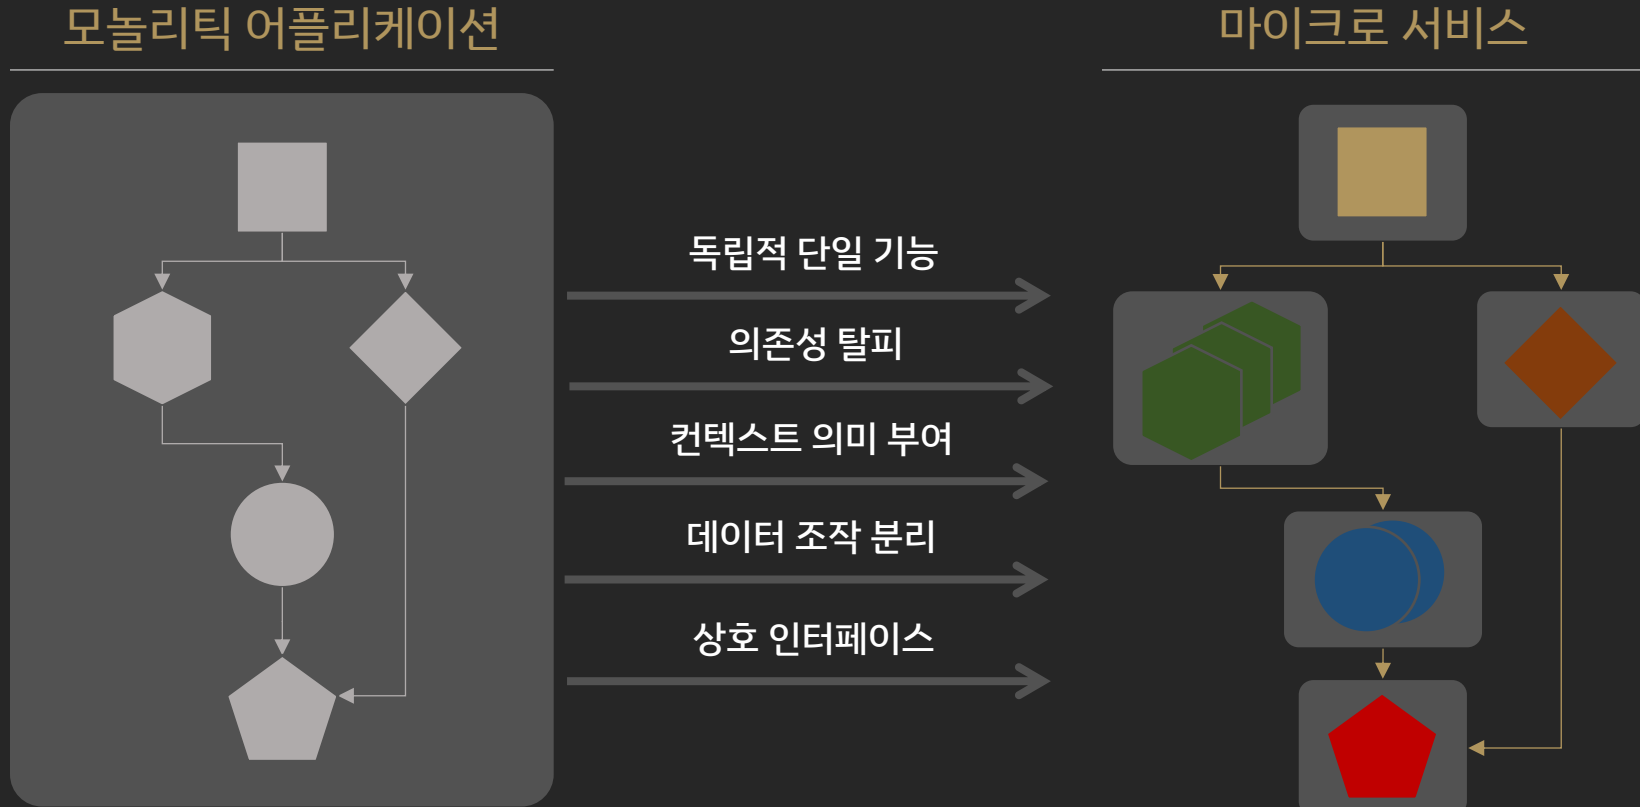 모놀리틱 어플리케이션
마이크로 서비스
독립적 단일 기능
의존성 탈피
컨텍스트 의미 부여
데이터 조작 분리
상호 인터페이스